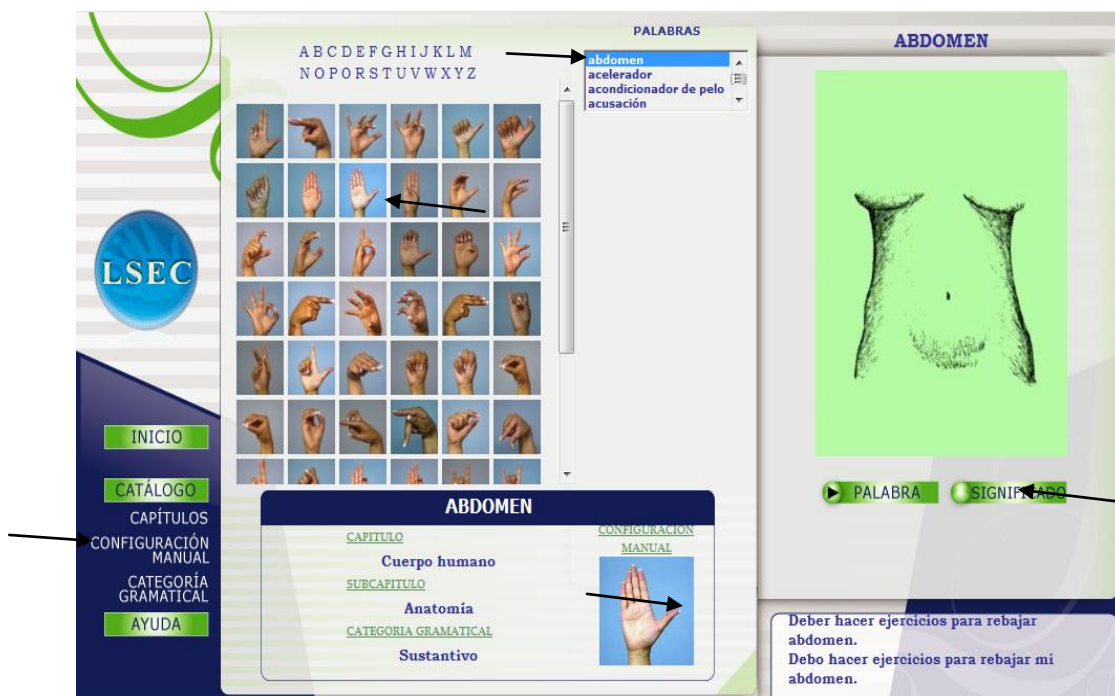 A B C D E F G H I J K L M
N O P O R S T U V W X Y Z
PALABRAS
abdomen
acelerador
acondicionador de pelo
acusación
ABDOMEN
LSEC
INICIO
CATÁLOGO
CAPÍTULOS
CONFIGURACIÓN
MANUAL
CATEGORÍA
GRAMATICAL
AYUDA
ABDOMEN
CAPITULO
Cuerpo humano
SUBCAPITULO
Anatomía
CATEGORIA GRAMATICAL
Sustantivo
CONFIGURACION
MANUAL
PALABRA
SIGNIFICADO
Deber hacer ejercicios para rebajar
abdomen.
Debo hacer ejercicios para rebajar mi
abdomen.